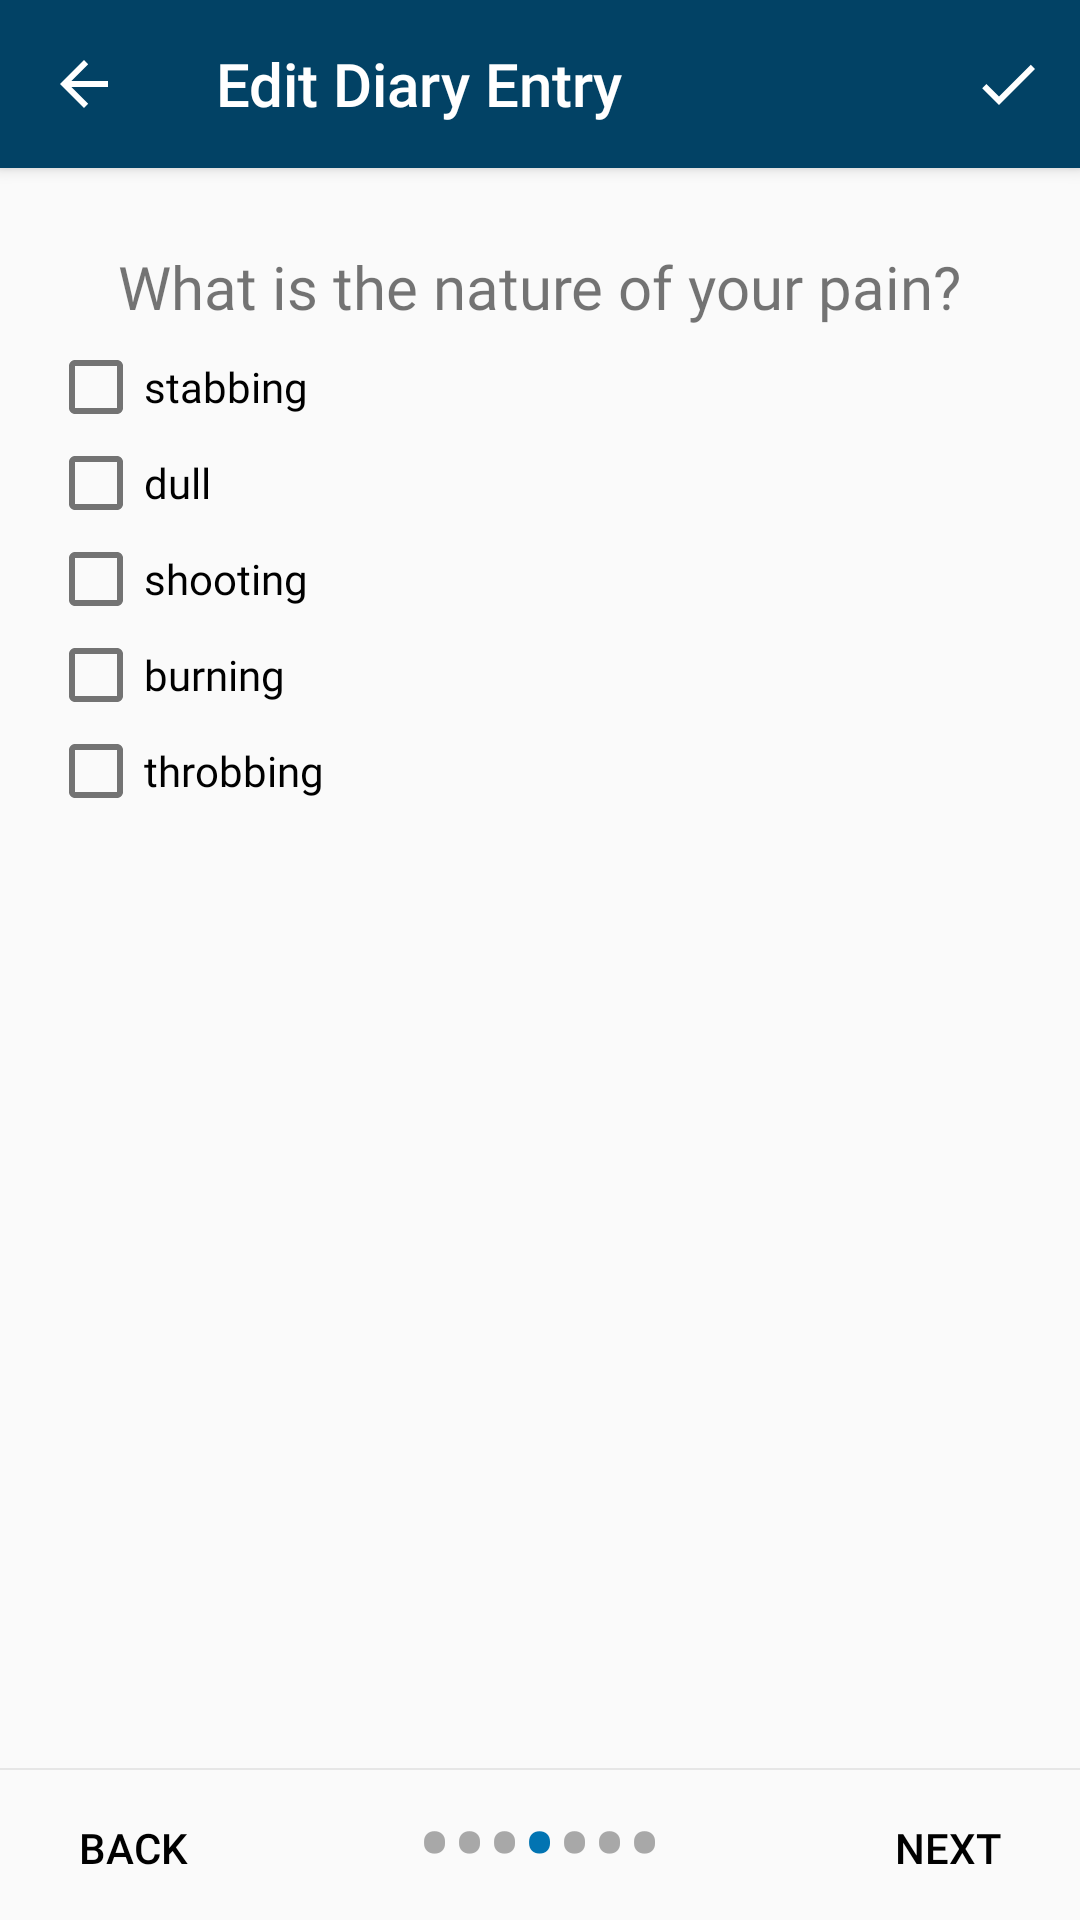 Edit Diary Entry
What is the nature of your pain?
stabbing
dull
shooting
burning
throbbing
BACK NEXT